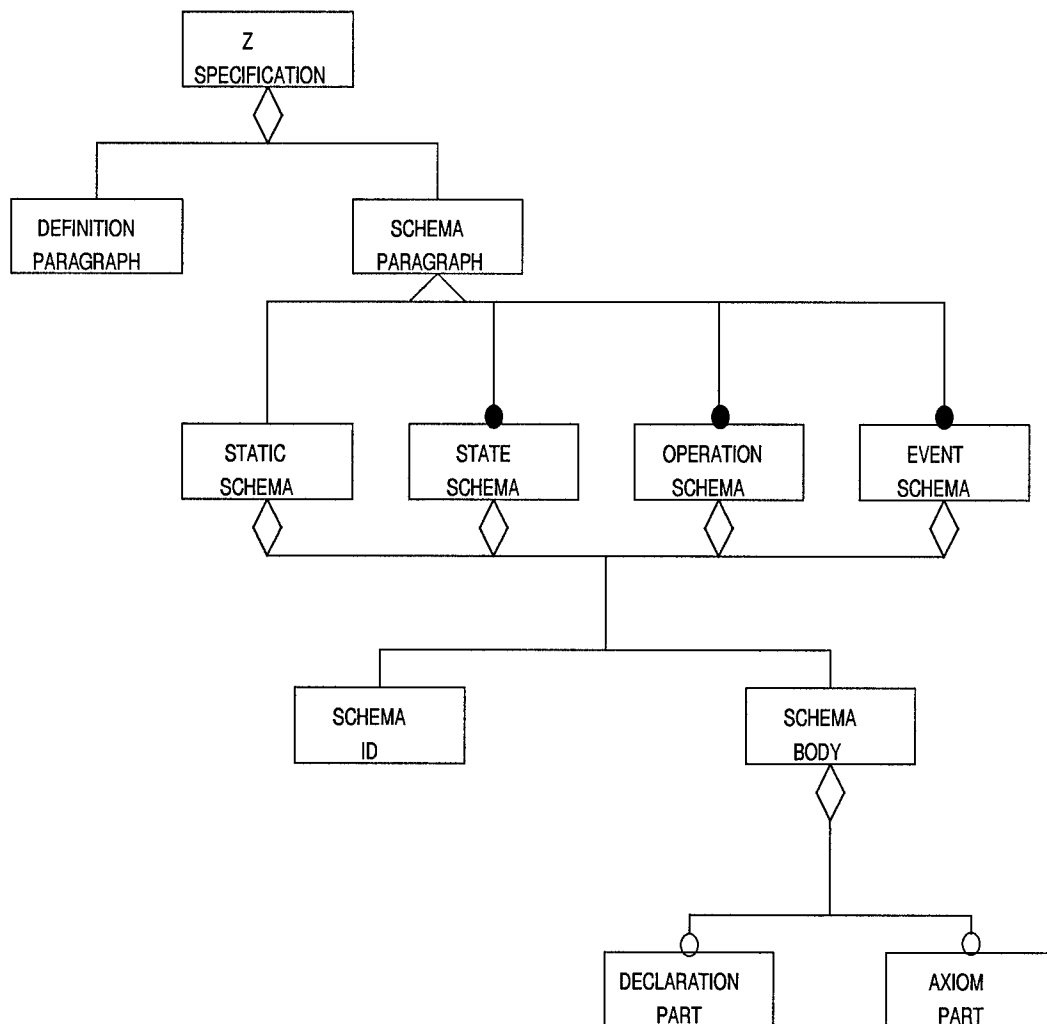 Z
SPECIFICATION
DEFINITION
PARAGRAPH
SCHEMA
PARAGRAPH
STATIC
SCHEMA
STATE
SCHEMA
OPERATION
SCHEMA
EVENT
SCHEMA
SCHEMA
ID
SCHEMA
BODY
DECLARATION
PART
AXIOM
PART